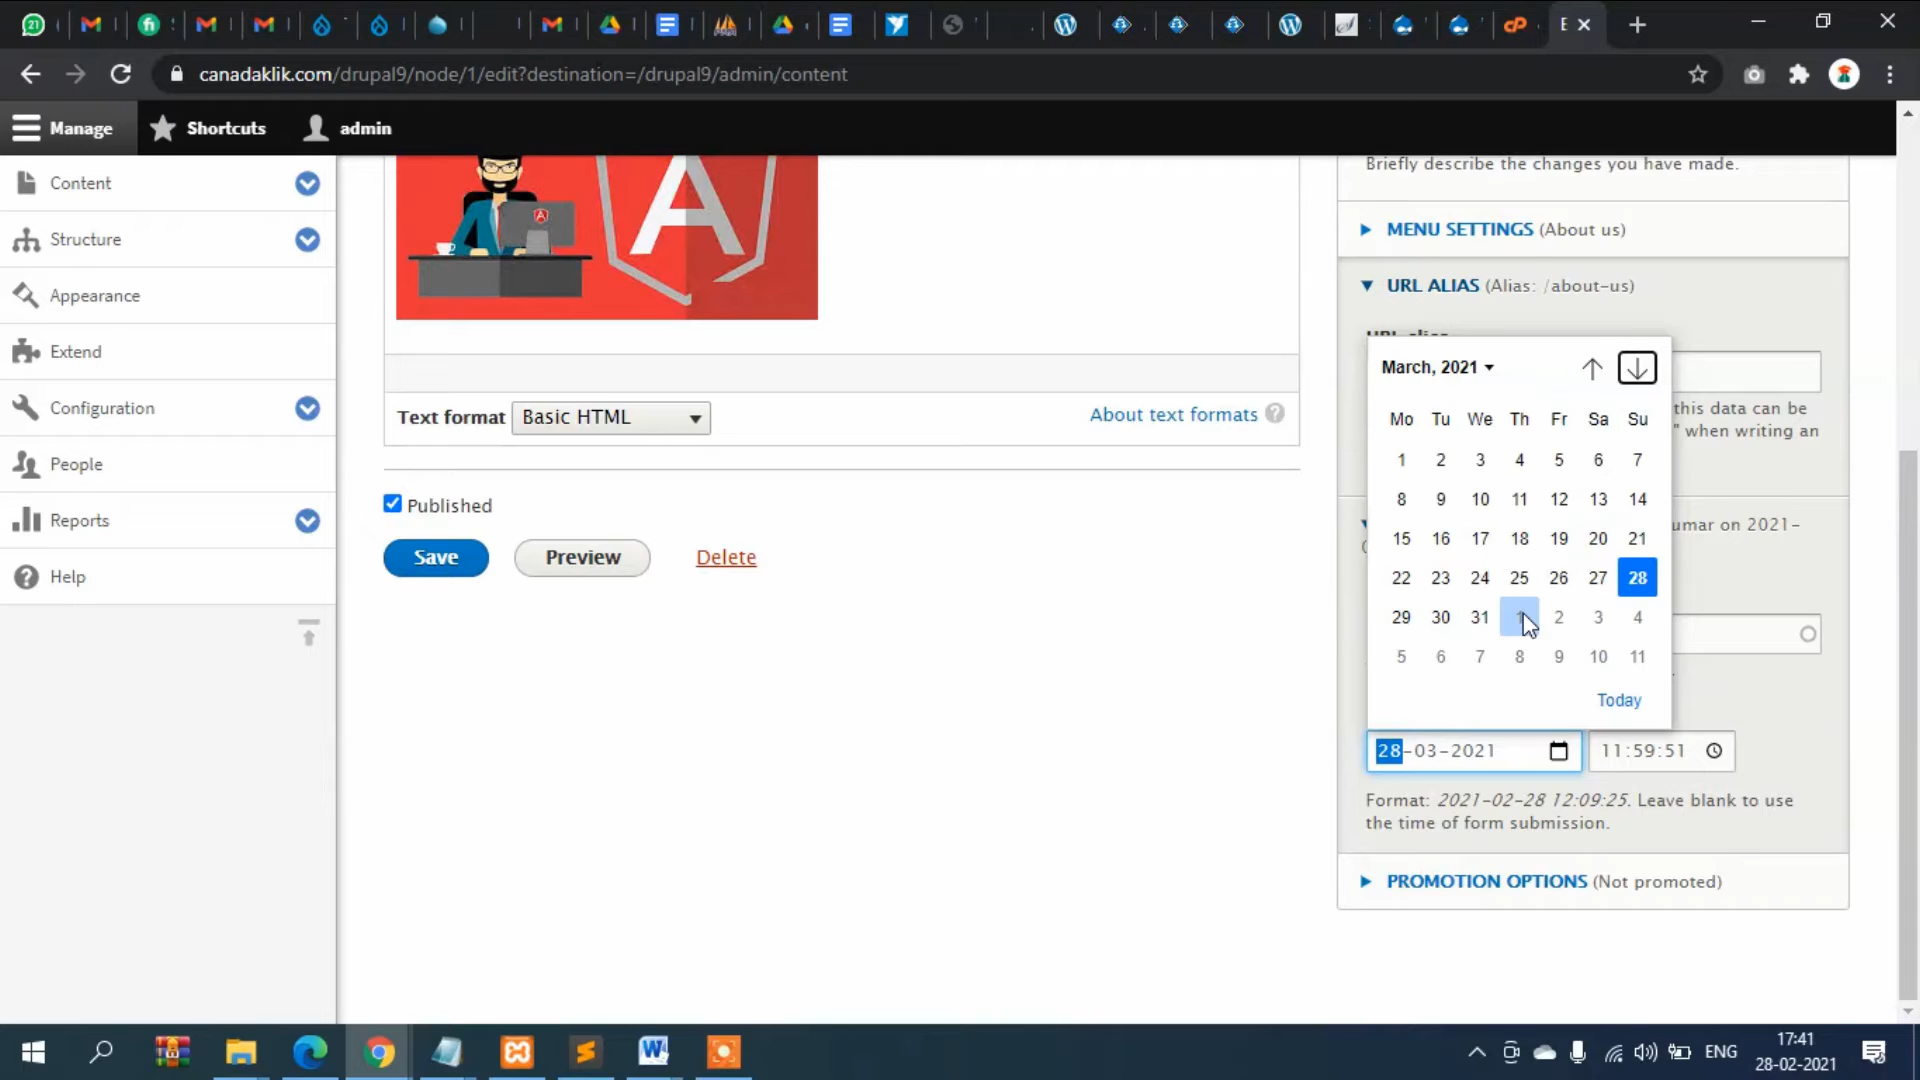 21
canadaklik.com/drupal9/node/1/edit?destination=/drupal9/admin/content
Manage
Shortcuts
admin
Content
Structure
Appearance
Extend
Configuration
People
Reports
Help
Text format
Basic HTML
About text formats
Published
Save
Preview
Delete
Briefly describe the changes you have made.
MENU SETTINGS (About us)
URL ALIAS (Alias: /about-us)
URL alias
this data can be
" when writing an
umar on 2021-
March, 2021
Mo Tu We Th Fr Sa Su
1 2 3 4 5 6 7
8 9 10 11 12 13 14
15 16 17 18 19 20 21
22 23 24 25 26 27 28
29 30 31 1 2 3 4
5 6 7 8 9 10 11
Today
28-03-2021
11:59:51
Format: 2021-02-28 12:09:25. Leave blank to use
the time of form submission.
PROMOTION OPTIONS (Not promoted)
ENG
17:41
28-02-2021